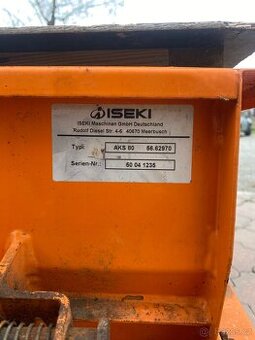 ISEKI
ISEKI Maschinen GmbH Deutschland
Rudolf Diesel Str. 4-6 40670 Meerbusch
Typ: AKS 80 66.62970
Serien-Nr.: 60 04 1235